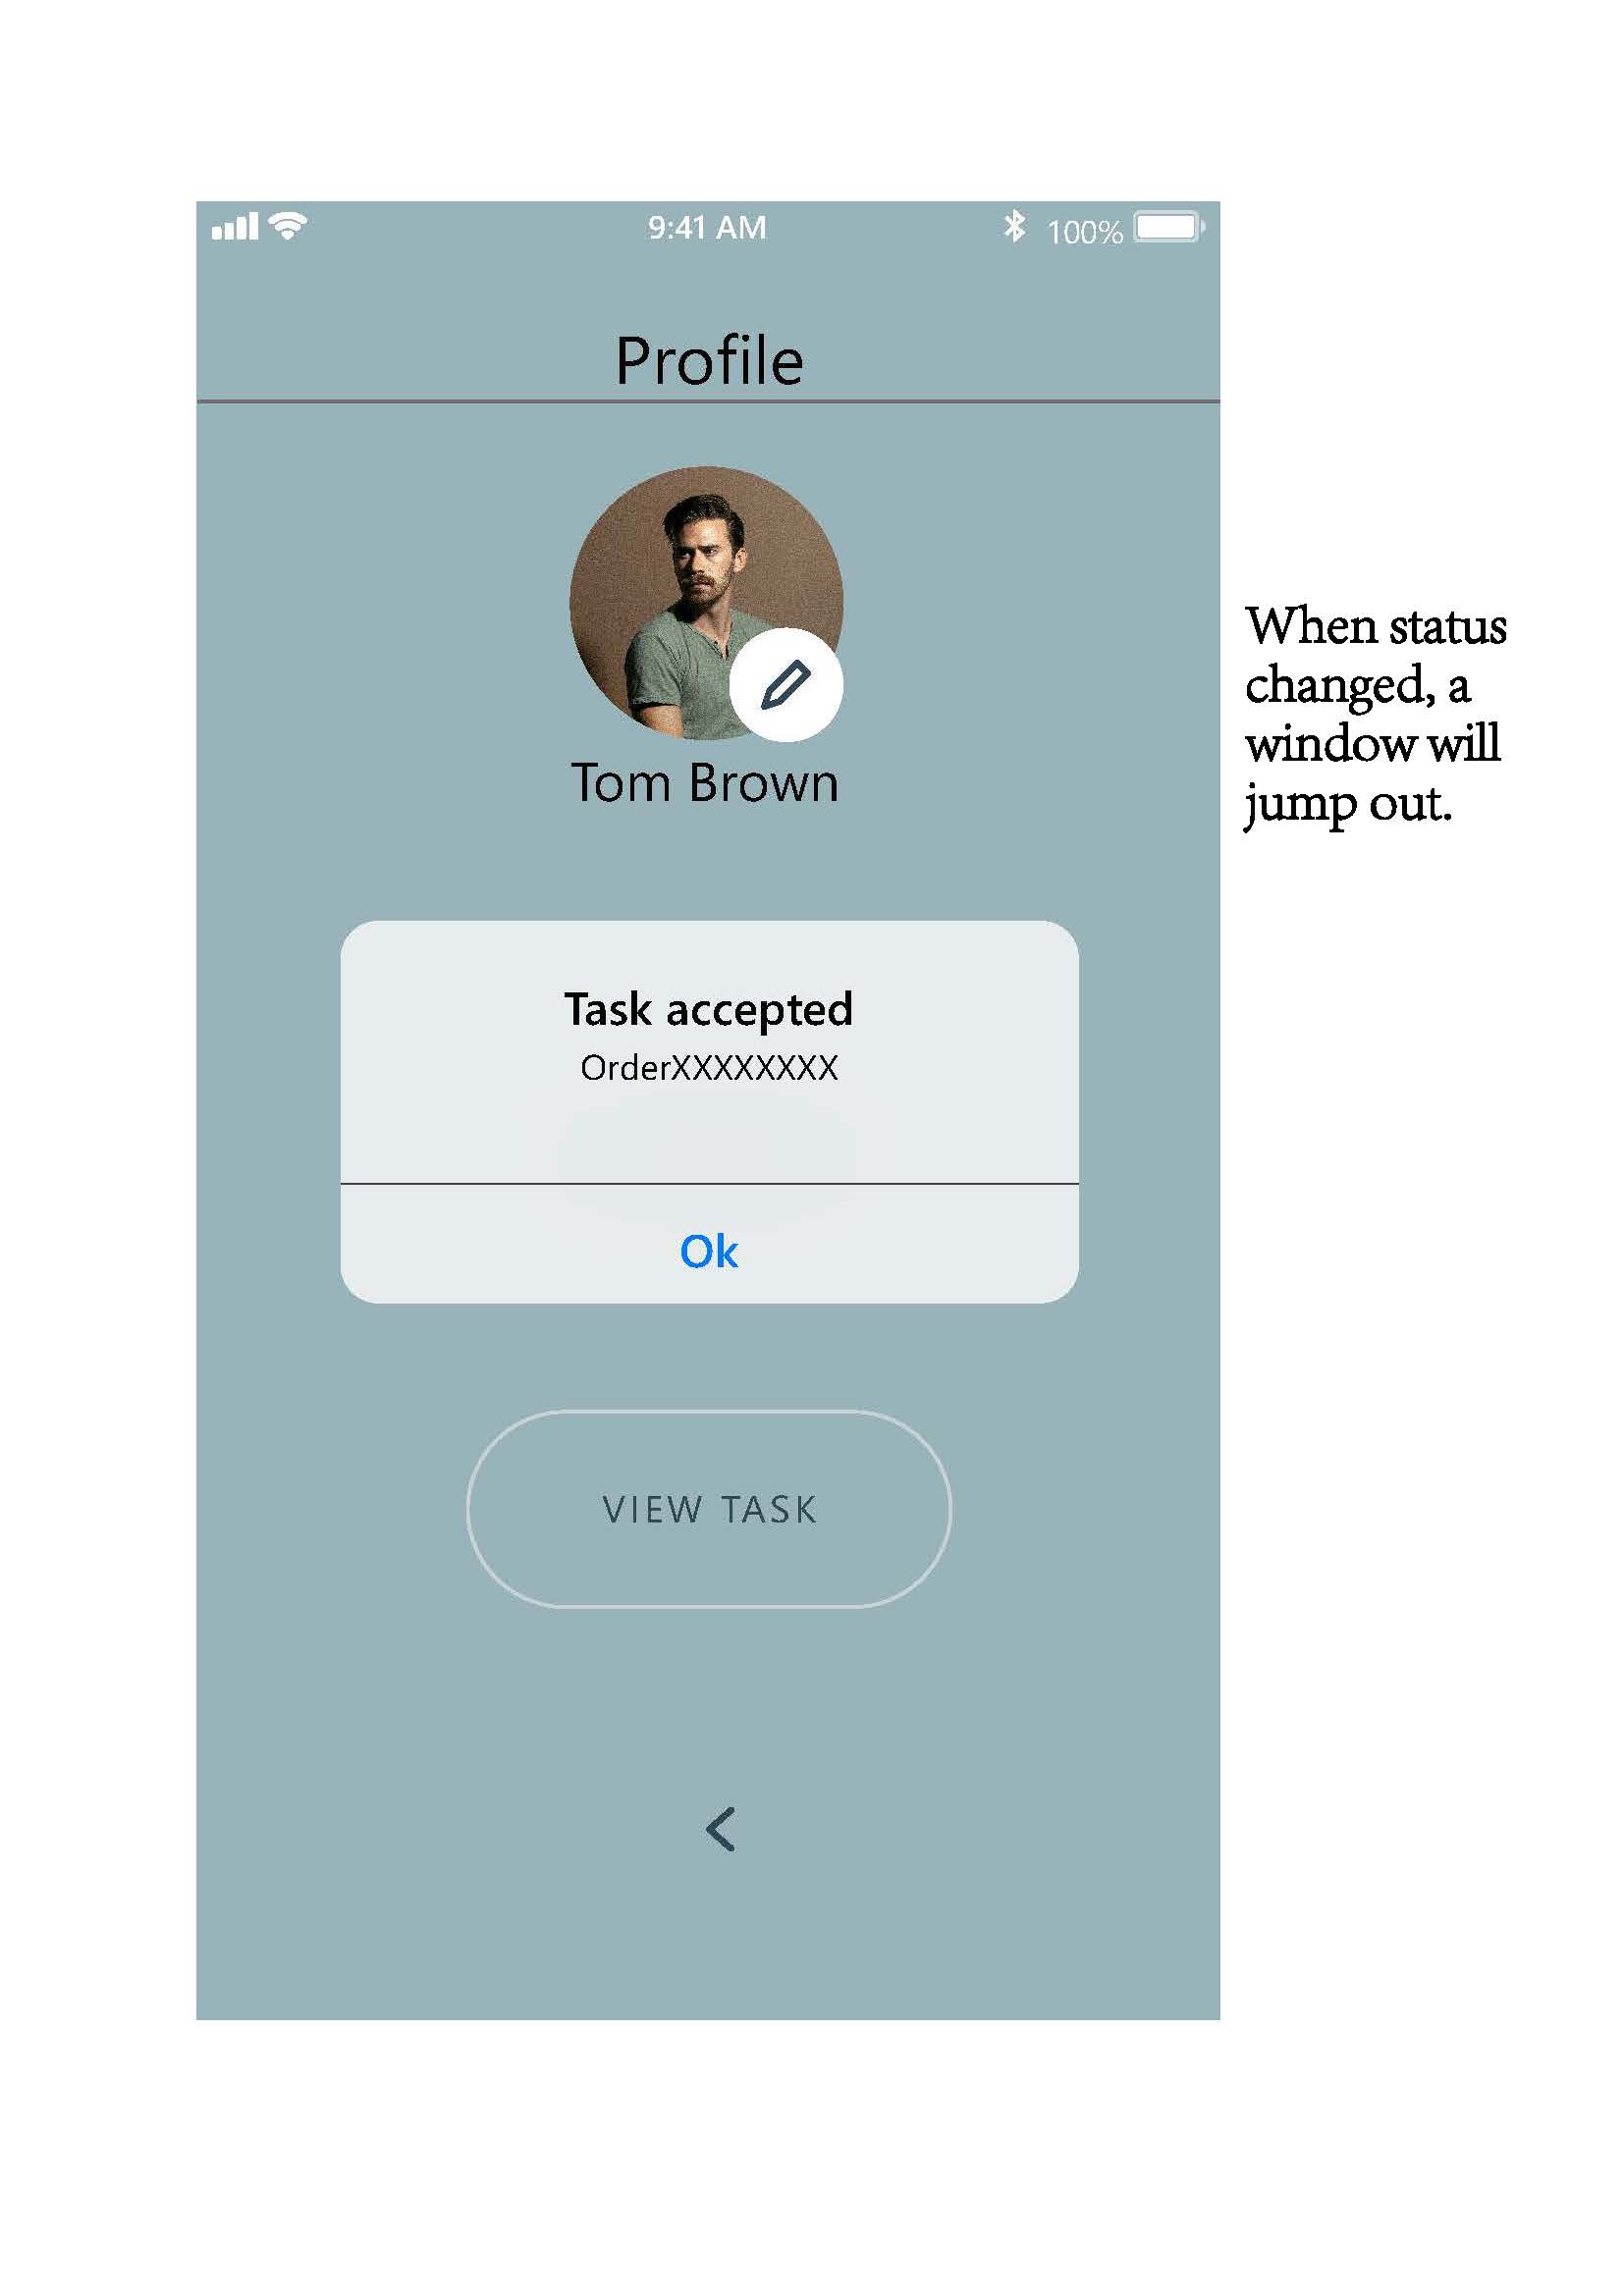 9:41 AM
100%
Profile
Tom Brown
When status
changed, a
window will
jump out.
Task accepted
OrderXXXXXXXX
Ok
VIEW TASK